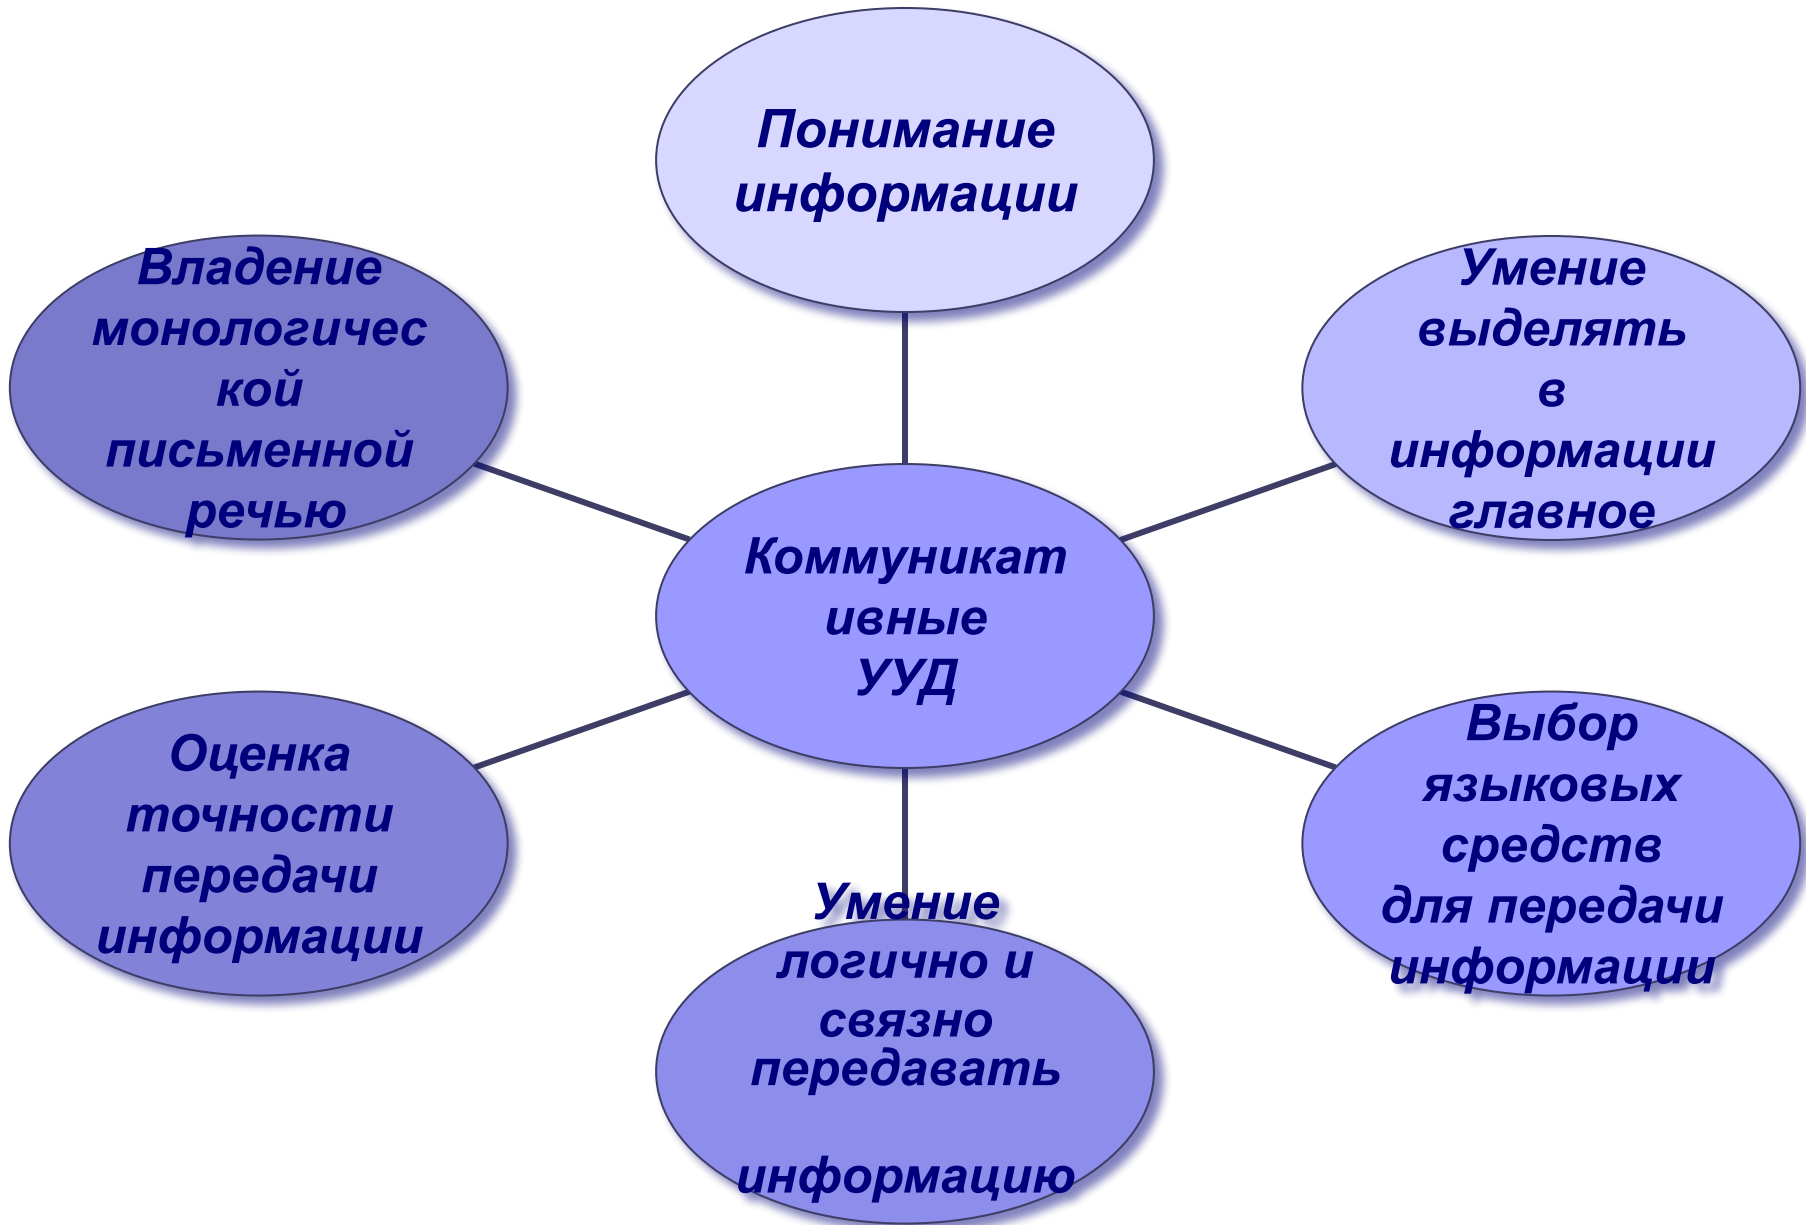 Понимание
информации
Умение
выделять
в
информации
главное
Выбор
языковых
средств
для передачи
информации
Умение
логично и
связно
передавать
информацию
Оценка
точности
передачи
информации
Владение
монологичес
кой
письменной
речью
Коммуникат
ивные
УУД